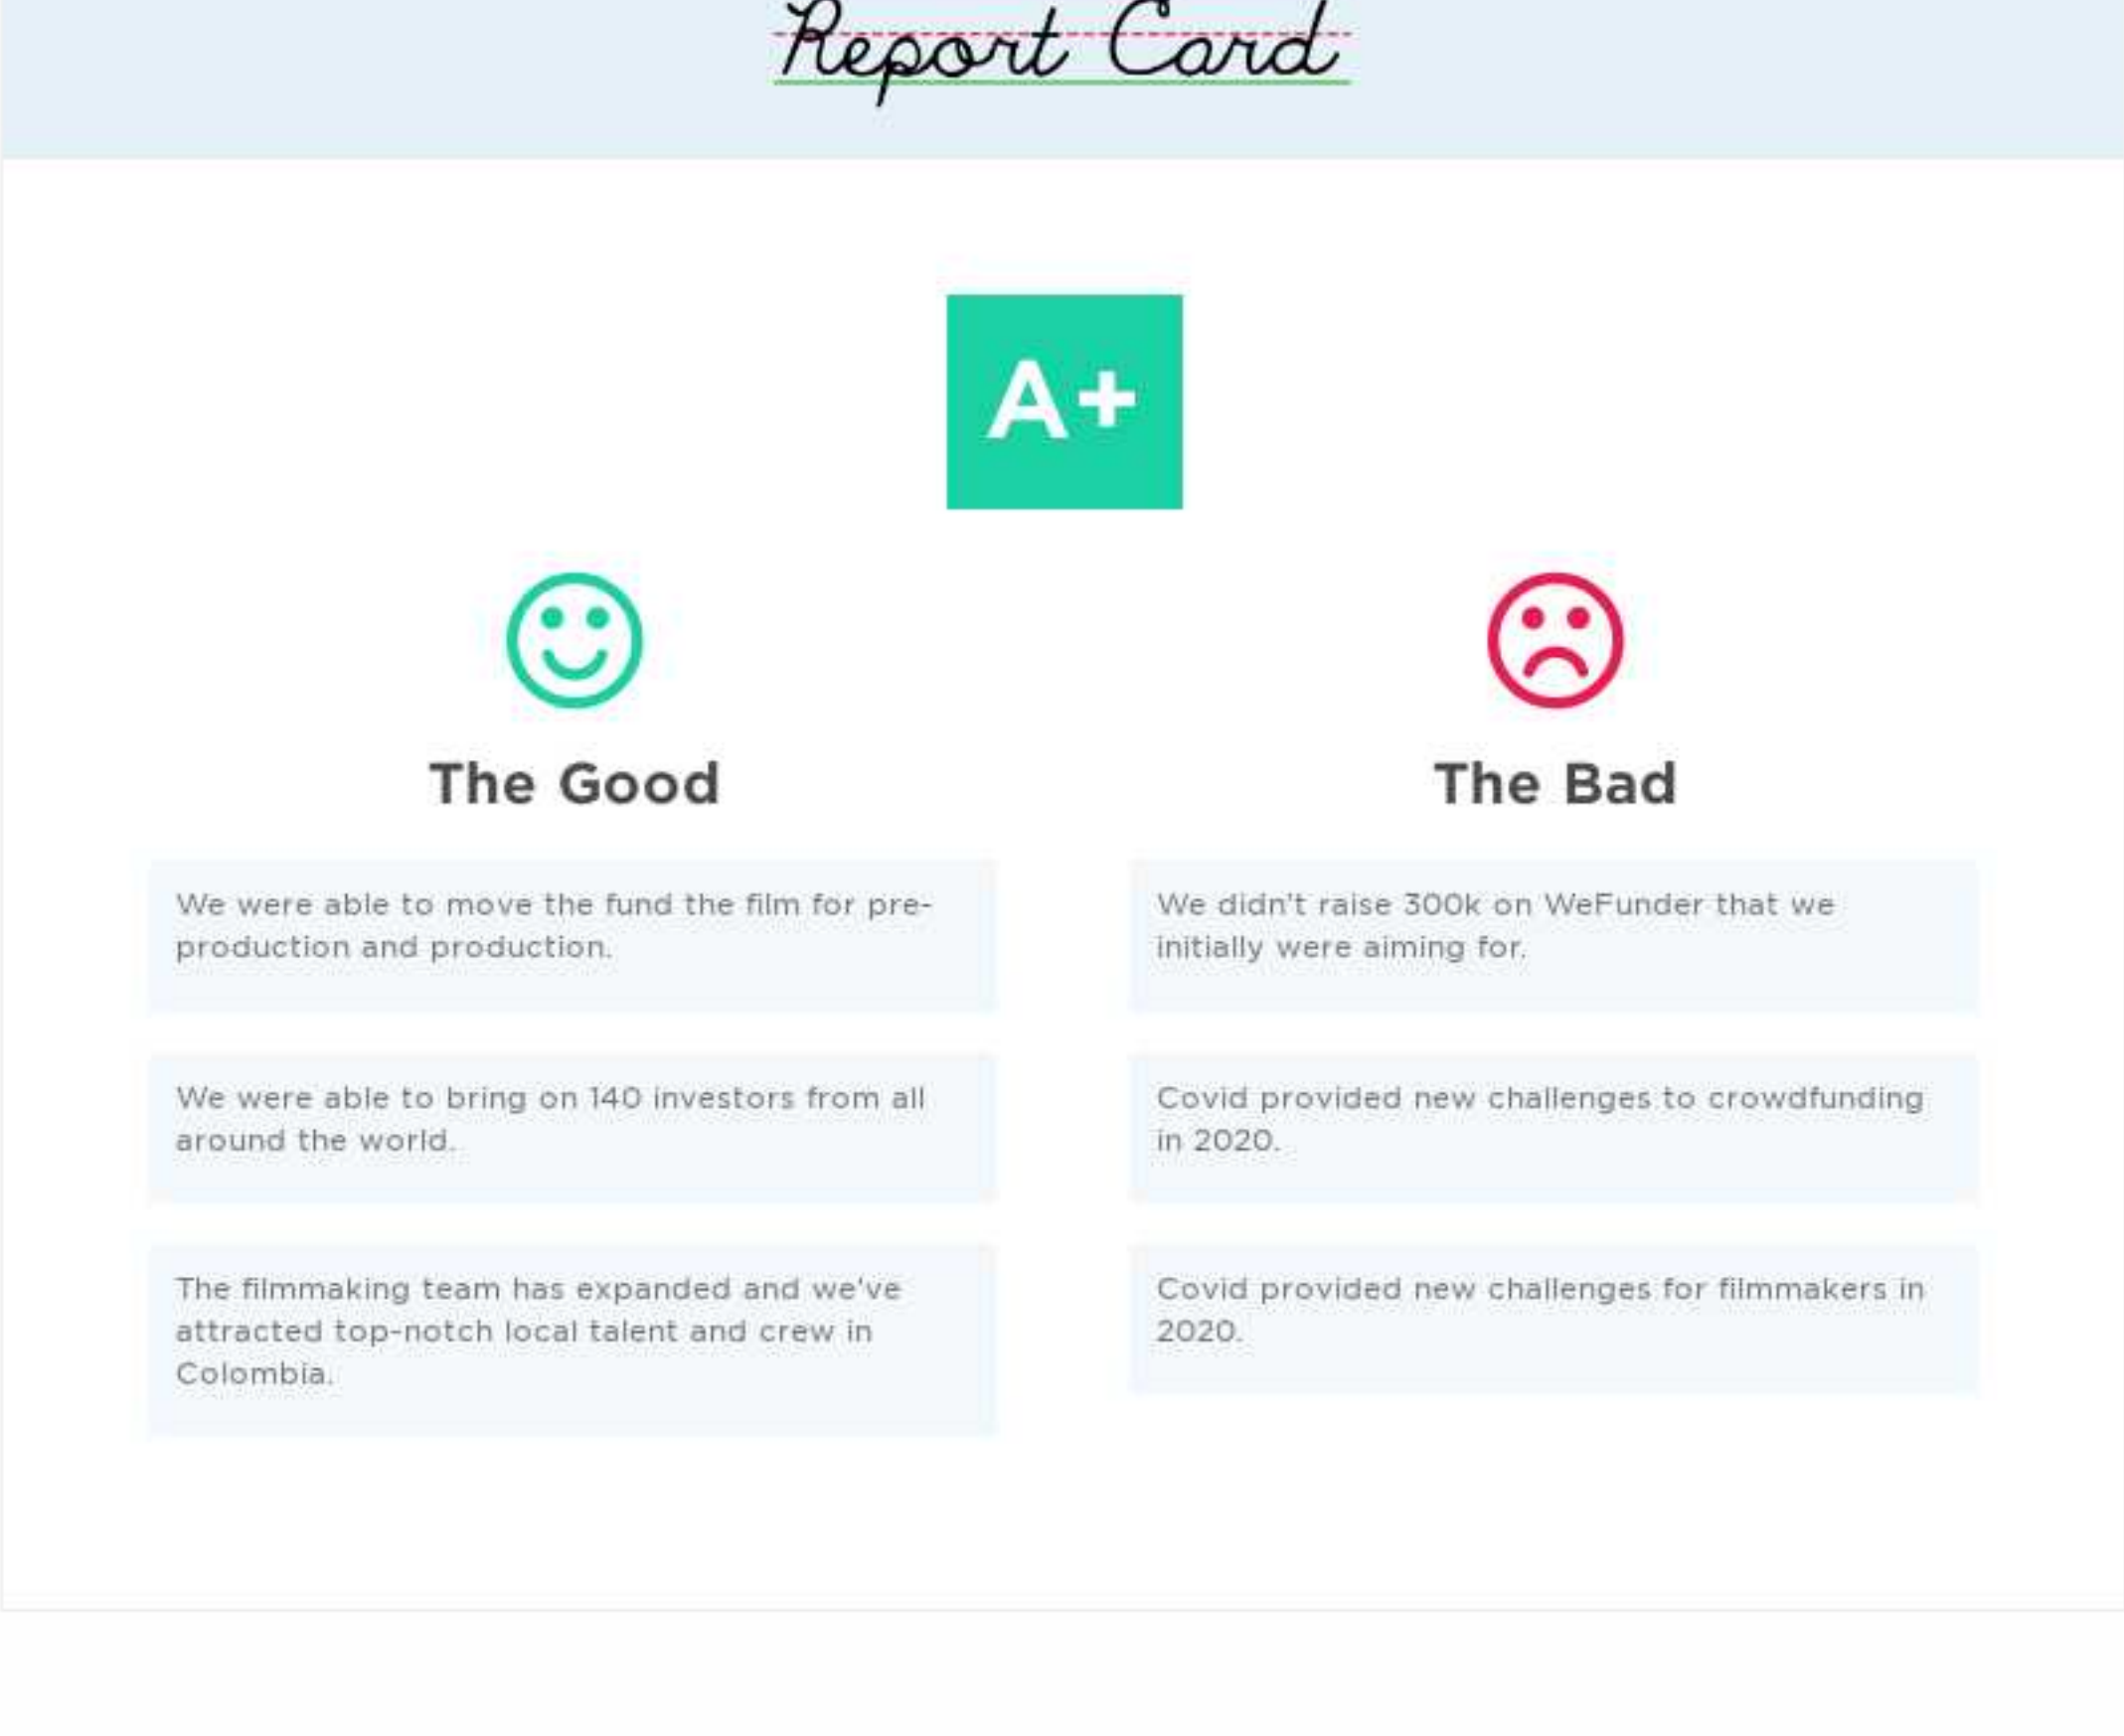 Report Card
A+
The Good
We were able to move the fund the film for pre-
production and production.
We were able to bring on 140 investors from all
around the world.
The filmmaking team has expanded and we've
attracted top-notch local talent and crew in
Colombia.
The Bad
We didn't raise 300k on WeFunder that we
initially were aiming for.
Covid provided new challenges to crowdfunding
in 2020.
Covid provided new challenges for filmmakers in
2020.